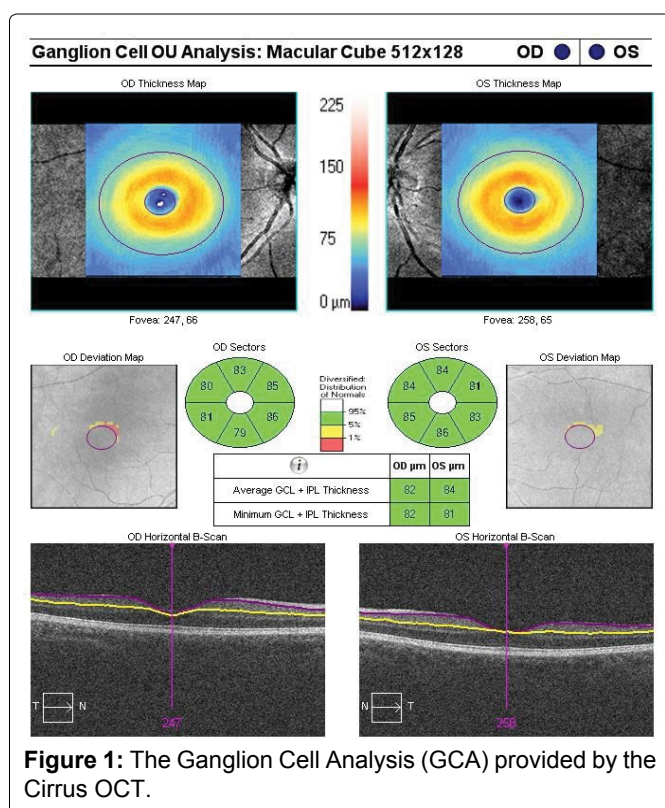 Ganglion Cell OU Analysis: Macular Cube 512x128 OD OS
OD Thickness Map
OS Thickness Map
225
150
75
0 µm
Fovea: 247, 66
Fovea: 258, 65
OD Deviation Map
OD Sectors
OS Sectors
OS Deviation Map
83
80
85
81
86
79
Diversified:
Distribution
of Normals
95%
5%
1%
84
84
81
85
83
86
i OD µm OS µm
Average GCL + IPL Thickness 82 84
Minimum GCL + IPL Thickness 82 81
OD Horizontal B-Scan
OS Horizontal B-Scan
T N
247
N T
258
Figure 1: The Ganglion Cell Analysis (GCA) provided by the
Cirrus OCT.